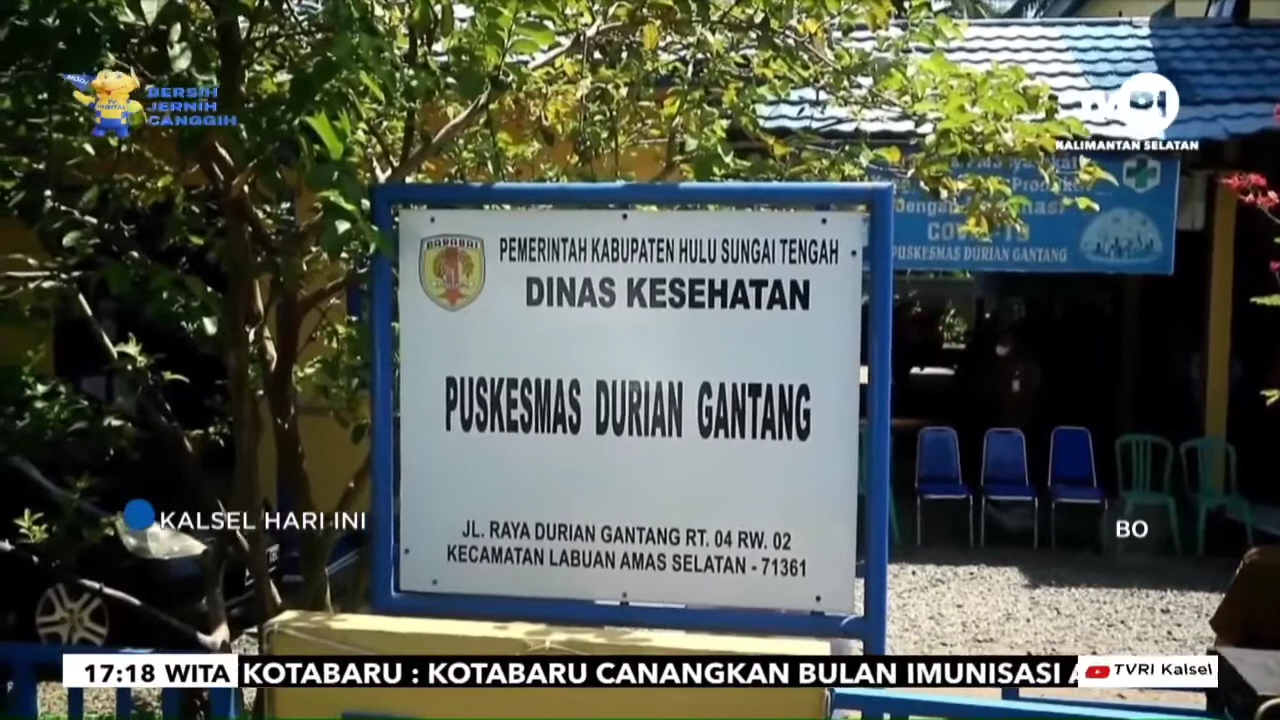 BERSIH
JERNIH
CANGGIH
TVRI
KALIMANTAN SELATAN
Dengan
PUSKESMAS DURIAN GANTANG
BARABAI
PEMERINTAH KABUPATEN HULU SUNGAI TENGAH
DINAS KESEHATAN
PUSKESMAS DURIAN GANTANG
JL. RAYA DURIAN GANTANG RT. 04 RW. 02
KECAMATAN LABUAN AMAS SELATAN - 71361
KALSEL HARI INI
BO
17:18 WITA
KOTABARU : KOTABARU CANANGKAN BULAN IMUNISASI
TVRI Kalsel